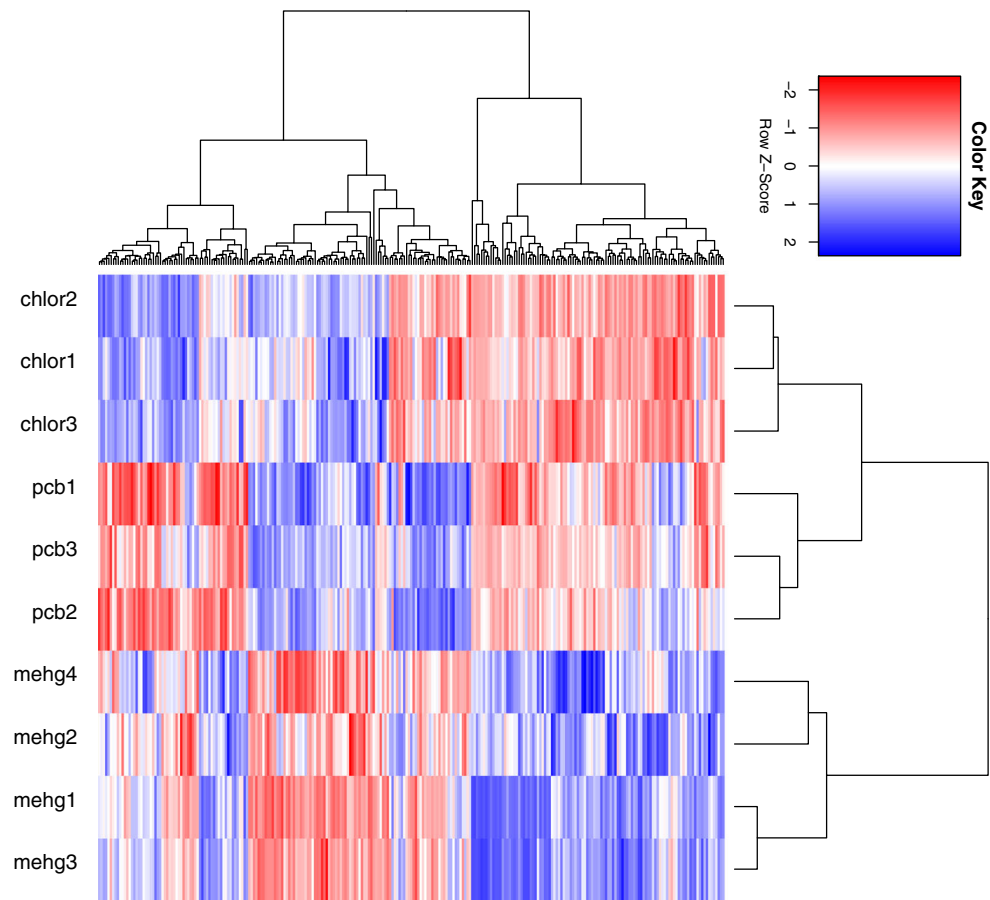 Color Key
-2
-1
0
1
2
Row Z-Score
chlor2
chlor1
chlor3
pcb1
pcb3
pcb2
mehg4
mehg2
mehg1
mehg3